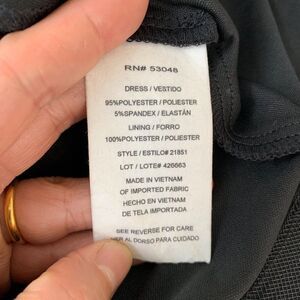 RN# 53048
DRESS / VESTIDO
95%POLYESTER / POLIESTER
5%SPANDEX / ELASTÁN
LINING / FORRO
100%POLYESTER / POLIESTER
STYLE / ESTILO# 21851
LOT / LOTE# 426663
MADE IN VIETNAM
OF IMPORTED FABRIC
HECHO EN VIETNAM
DE TELA IMPORTADA
SEE REVERSE FOR CARE
AL DORSO PARA CUIDADO